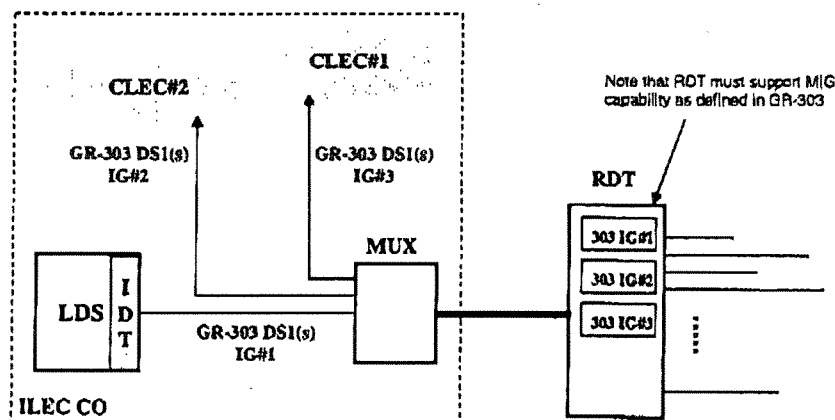 CLEC#2
CLEC#1
Note that RDT must support MIG
capability as defined in GR-303
GR-303 DS1(s)
IG#2
GR-303 DS1(s)
IG#3
RDT
MUX
303 IG#1
303 IG#2
303 IG#3
LDS
IDT
GR-303 DS1(s)
IG#1
ILEC CO